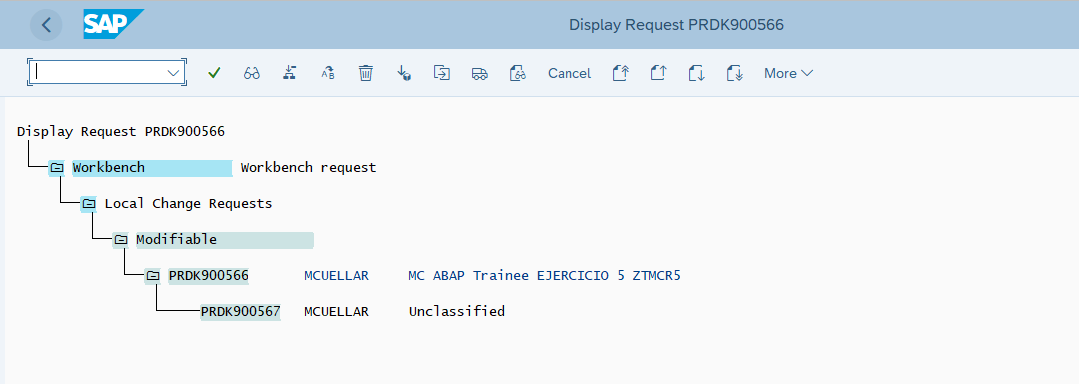 SAP Display Request PRDK900566
Cancel More
Display Request PRDK900566
Workbench Workbench request
Local Change Requests
Modifiable
PRDK900566 MCUELLAR MC ABAP Trainee EJERCICIO 5 ZTMCR5
PRDK900567 MCUELLAR Unclassified